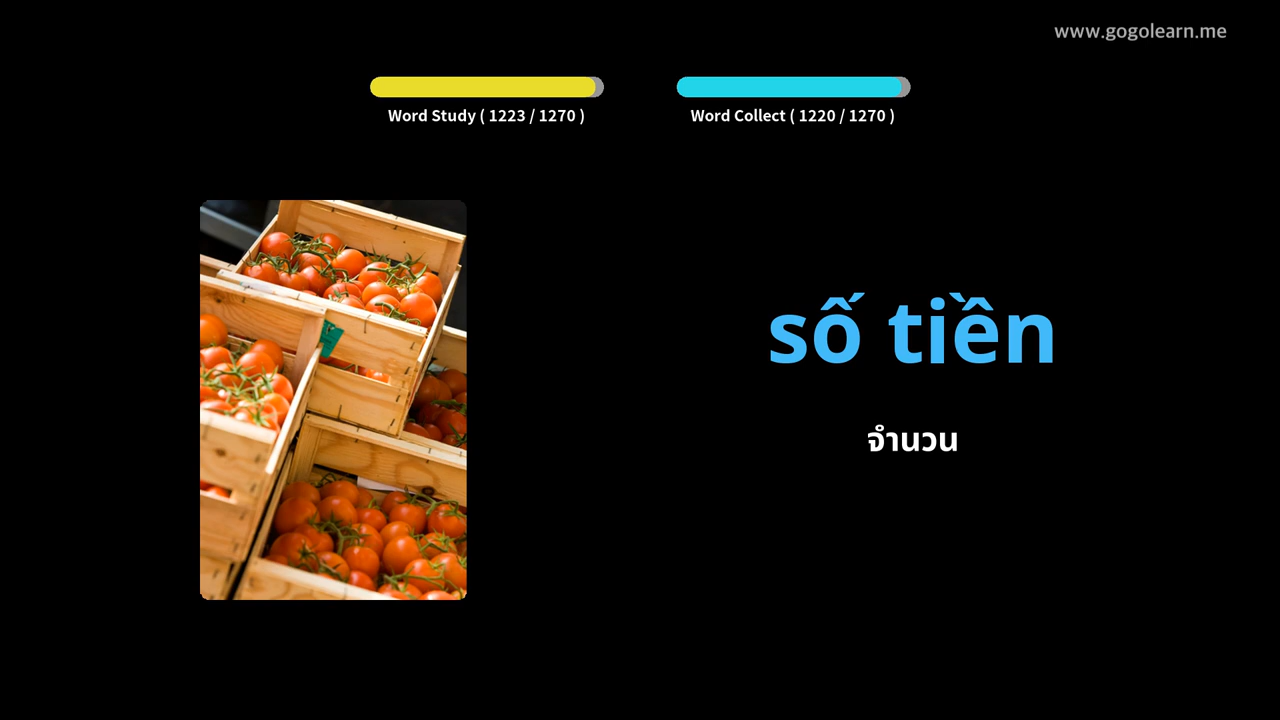 www.gogolearn.me
Word Study ( 1223 / 1270 )
Word Collect ( 1220 / 1270 )
số tiền
จำนวน